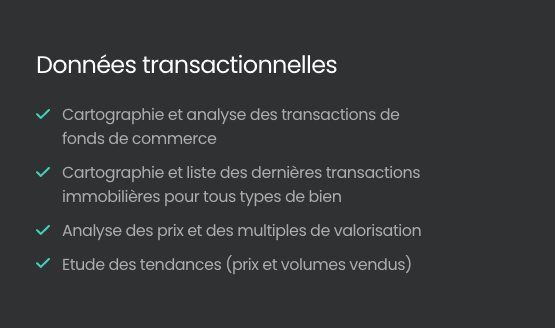 Données transactionnelles
Cartographie et analyse des transactions de
fonds de commerce
Cartographie et liste des dernières transactions
immobilières pour tous types de bien
Analyse des prix et des multiples de valorisation
Etude des tendances (prix et volumes vendus)